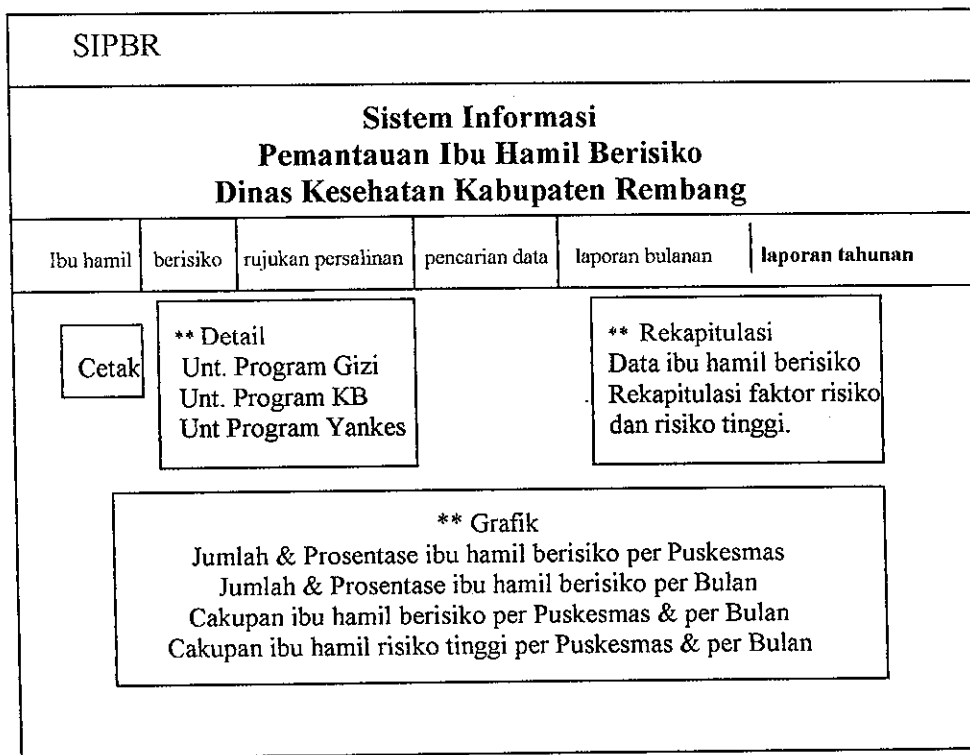 SIPBR
Sistem Informasi
Pemantauan Ibu Hamil Berisiko
Dinas Kesehatan Kabupaten Rembang
Ibu hamil berisiko rujukan persalinan pencarian data laporan bulanan laporan tahunan
Cetak
** Detail
Unt. Program Gizi
Unt. Program KB
Unt Program Yankes
** Rekapitulasi
Data ibu hamil berisiko
Rekapitulasi faktor risiko
dan risiko tinggi.
** Grafik
Jumlah & Prosentase ibu hamil berisiko per Puskesmas
Jumlah & Prosentase ibu hamil berisiko per Bulan
Cakupan ibu hamil berisiko per Puskesmas & per Bulan
Cakupan ibu hamil risiko tinggi per Puskesmas & per Bulan